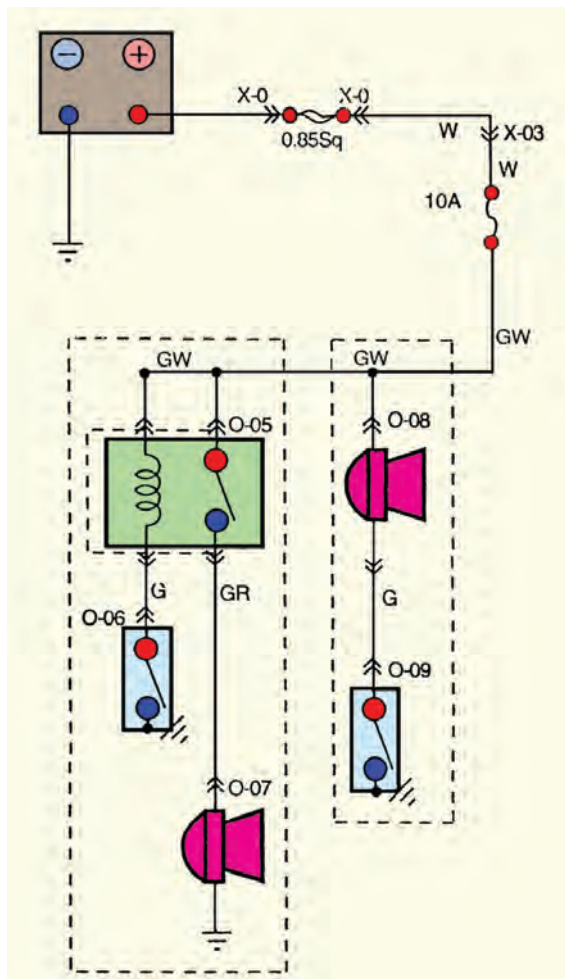 − +
X-0 X-0
0.85Sq
W X-03
W
10A
GW
GW GW
O-05 O-08
G GR G
O-06
O-09
O-07